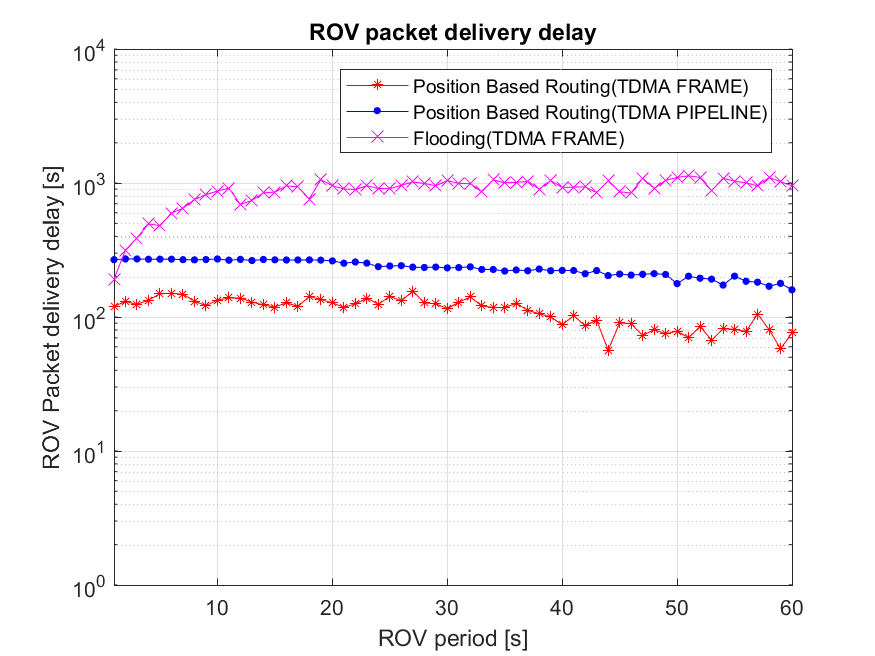 ROV packet delivery delay
10^4
10^3
10^2
10^1
10^0
ROV Packet delivery delay [s]
Position Based Routing(TDMA FRAME)
Position Based Routing(TDMA PIPELINE)
Flooding(TDMA FRAME)
10 20 30 40 50 60
ROV period [s]